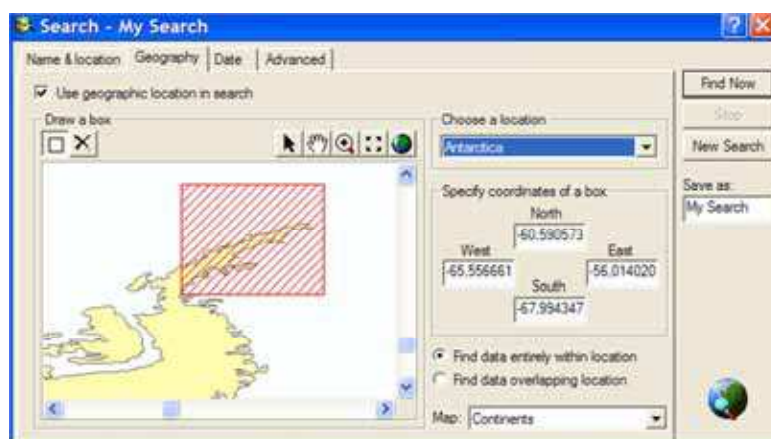 Search - My Search
Name & location Geography Date Advanced
Use geographic location in search
Draw a box
Choose a location
Antarctica
Specify coordinates of a box
North
-60.590573
West East
-65.556661 -56.014020
South
-67.994347
Find data entirely within location
Find data overlapping location
Map: Continents
Find Now
Stop
New Search
Save as:
My Search